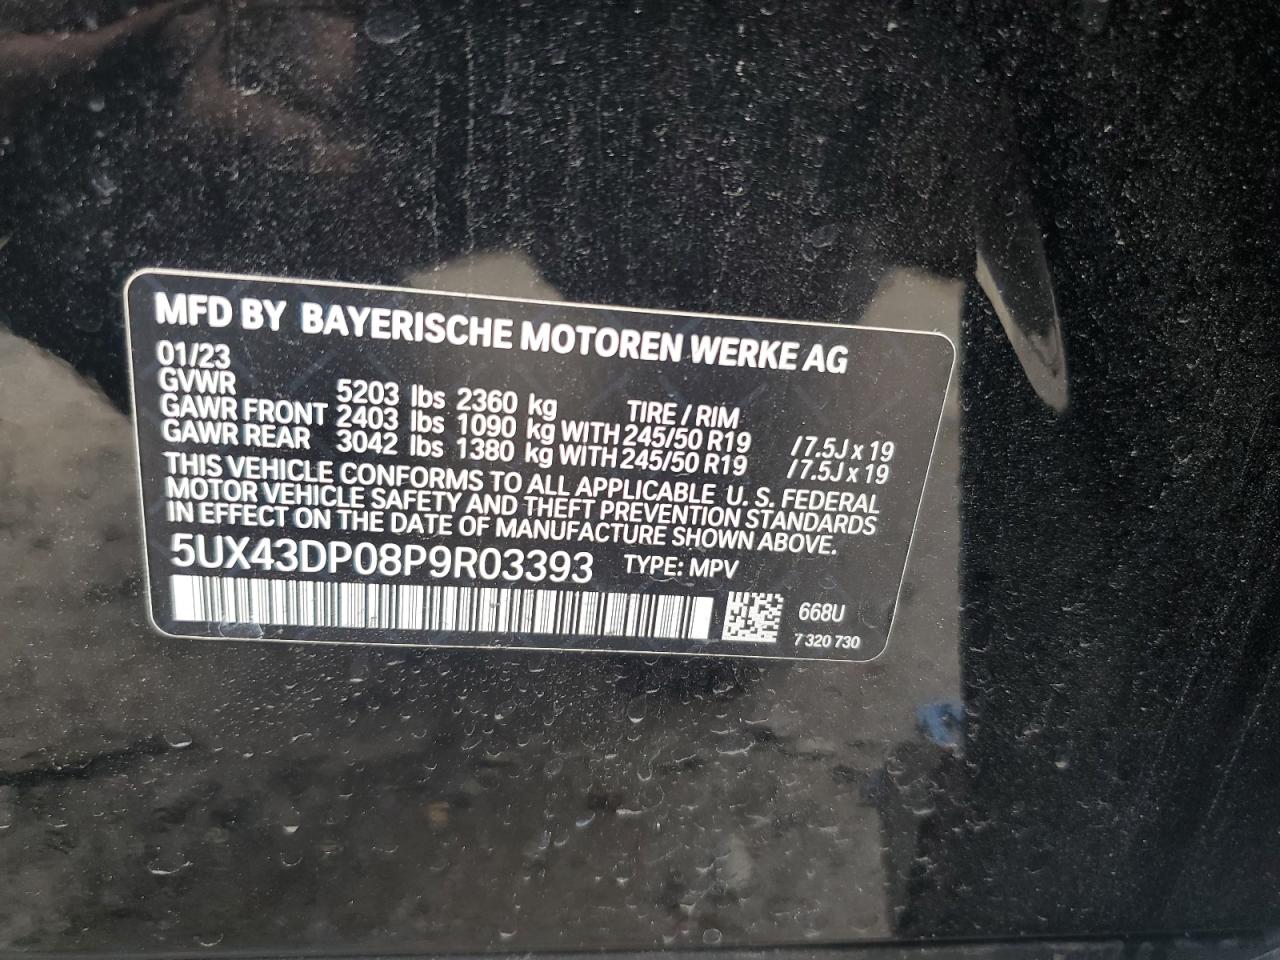 MFD BY BAYERISCHE MOTOREN WERKE AG
01/23
GVWR 5203 lbs 2360 kg TIRE / RIM
GAWR FRONT 2403 lbs 1090 kg WITH 245/50 R19 /7.5J x 19
GAWR REAR 3042 lbs 1380 kg WITH 245/50 R19 /7.5J x 19
THIS VEHICLE CONFORMS TO ALL APPLICABLE U. S. FEDERAL
MOTOR VEHICLE SAFETY AND THEFT PREVENTION STANDARDS
IN EFFECT ON THE DATE OF MANUFACTURE SHOWN ABOVE.
5UX43DP08P9R03393 TYPE: MPV
668U
7 320 730